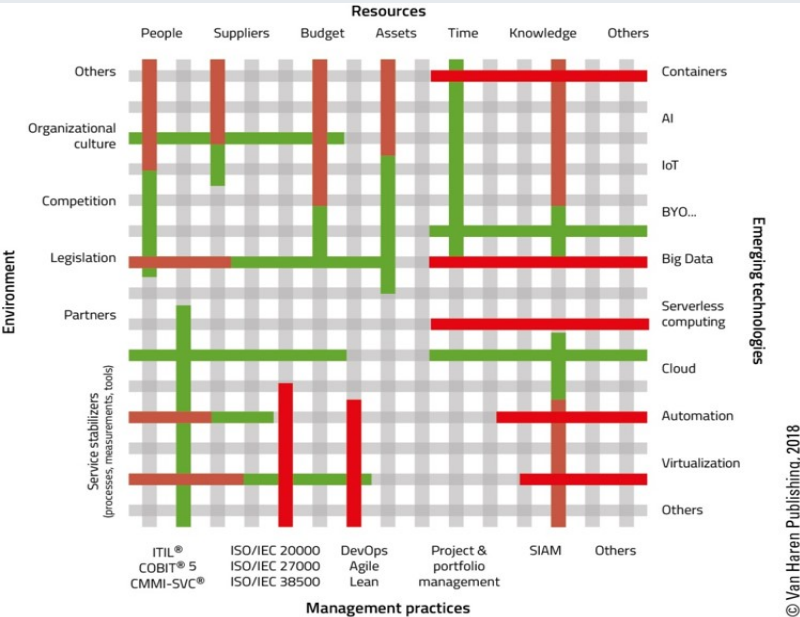 Resources
People Suppliers Budget Assets Time Knowledge Others
Others
Organizational
culture
Competition
Legislation
Partners
Service stabilizers
(processes, measurements, tools)
Environment
Containers
AI
IoT
BYO...
Big Data
Serverless
computing
Cloud
Automation
Virtualization
Others
Emerging technologies
ITIL®
COBIT® 5
CMMI-SVC®
ISO/IEC 20000
ISO/IEC 27000
ISO/IEC 38500
DevOps
Agile
Lean
Project &
portfolio
management
SIAM
Others
Management practices
© Van Haren Publishing, 2018